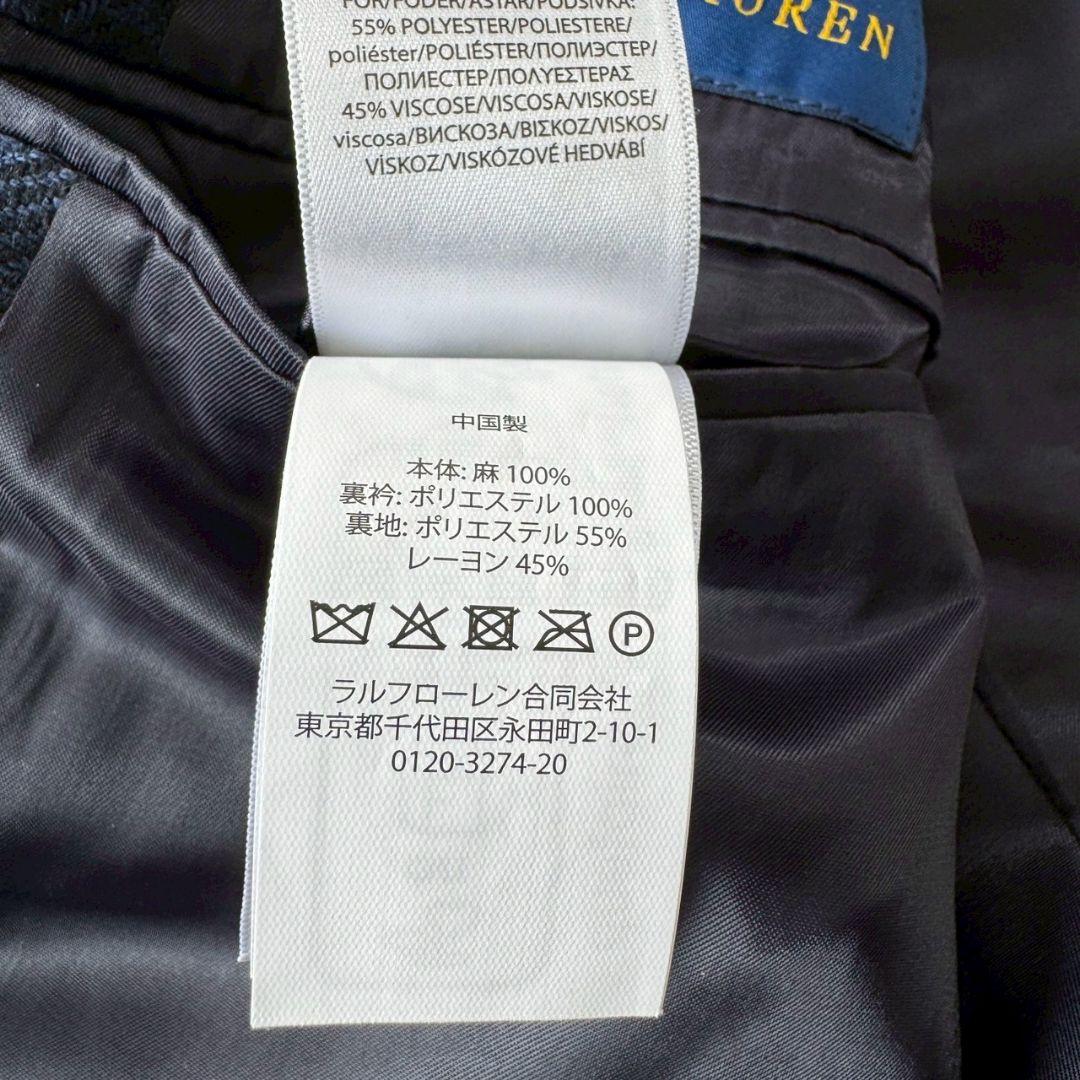 FOR/FODER/ASTAR/PODŠÍVKA:
55% POLYESTER/POLIESTERE/
poliéster/POLIÉSTER/ПОЛИЭСТЕР/
ПОЛИЕСТЕР/ΠΟΛΥΕΣΤΕΡΑΣ
45% VISCOSE/VISCOSA/VISKOSE/
viscosa/ВИСКОЗА/ΒΙΣΚΟΖ/VISKOS/
VİSKOZ/VISKÓZOVÉ HEDVÁBÍ
UREN
中国製
本体: 麻 100%
裏衿: ポリエステル 100%
裏地: ポリエステル 55%
レーヨン 45%
P
ラルフローレン合同会社
東京都千代田区永田町2-10-1
0120-3274-20